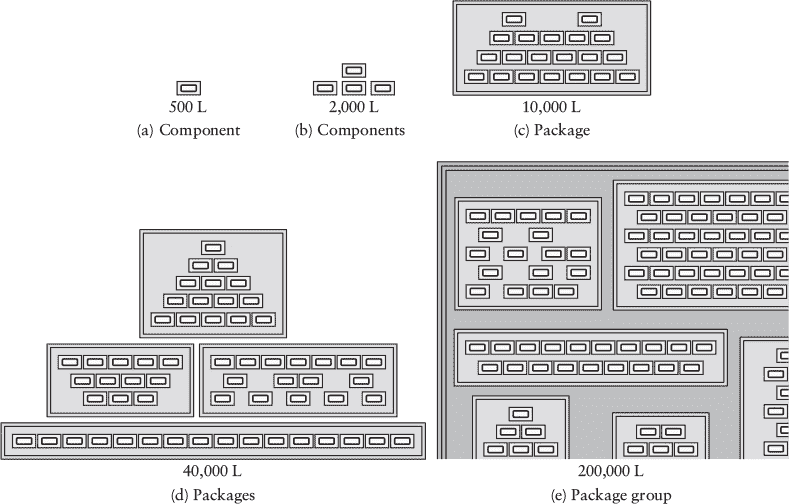 500 L
2,000 L
10,000 L
(a) Component
(b) Components
(c) Package
40,000 L
200,000 L
(d) Packages
(e) Package group